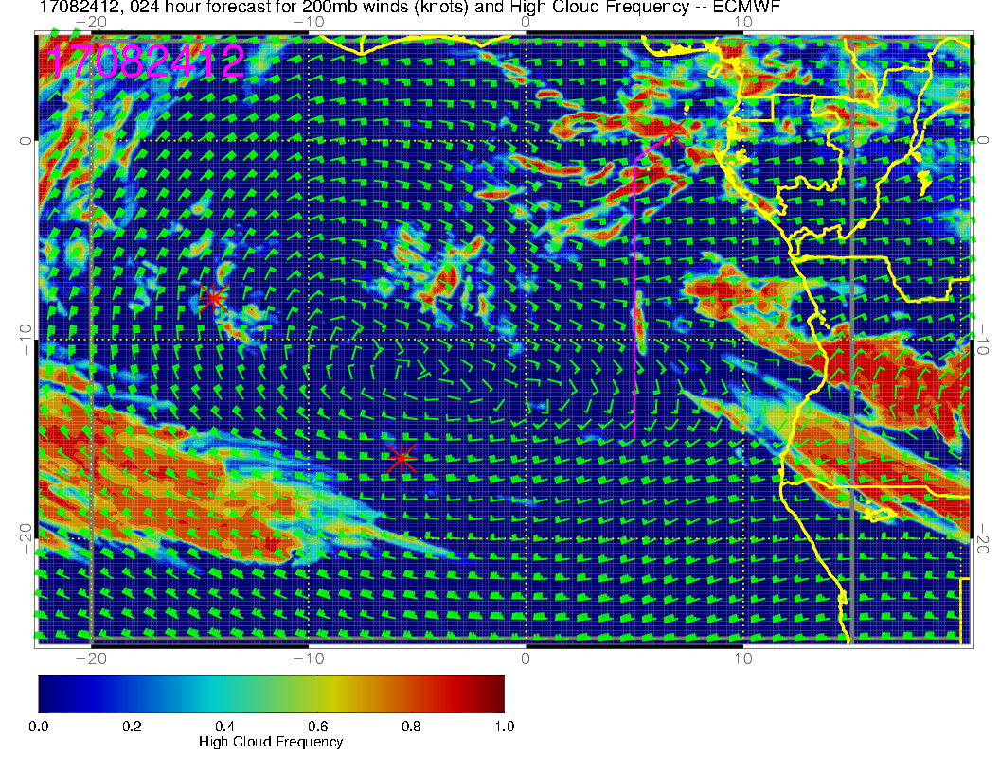 17082412, 024 hour forecast for 200mb winds (knots) and High Cloud Frequency -- ECMWF
−20 −10 0 10
17082412
0 0
−10 −10
−20 −20
−20 −10 0 10
0.0 0.2 0.4 0.6 0.8 1.0
High Cloud Frequency